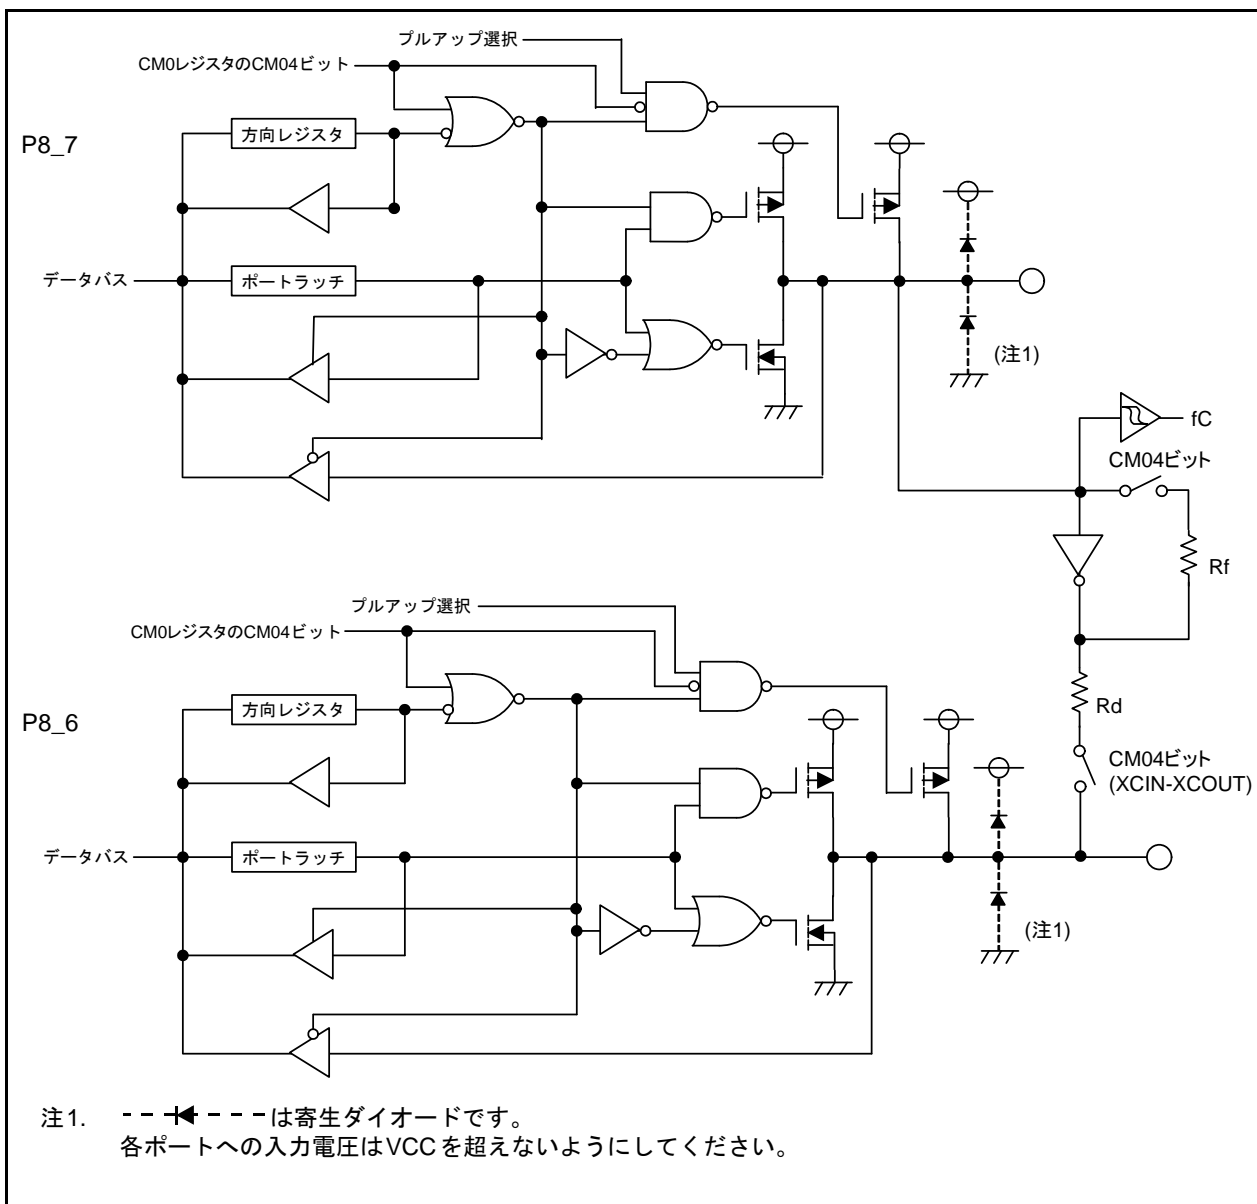 プルアップ選択
CM0レジスタのCM04ビット
P8_7
方向レジスタ
データバス
ポートラッチ
(注1)
fC
CM04ビット
Rf
プルアップ選択
CM0レジスタのCM04ビット
Rd
P8_6
方向レジスタ
CM04ビット
(XCIN-XCOUT)
データバス
ポートラッチ
(注1)
注1. は寄生ダイオードです。
各ポートへの入力電圧はVCCを超えないようにしてください。